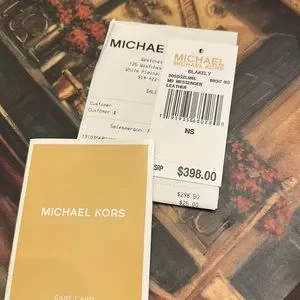 MICHAE
Westches
125 Westches
White Plains,
914-422-
SALE
Customer:
Customer #
Salesperson:
MICHAEL
MICHAEL KORS
BLAKELY
BRIGHT RED
MD MESSENGER
LEATHER
NS
SRP $398.00
$298.50
$25.00
MICHAEL KORS
CARE CARD